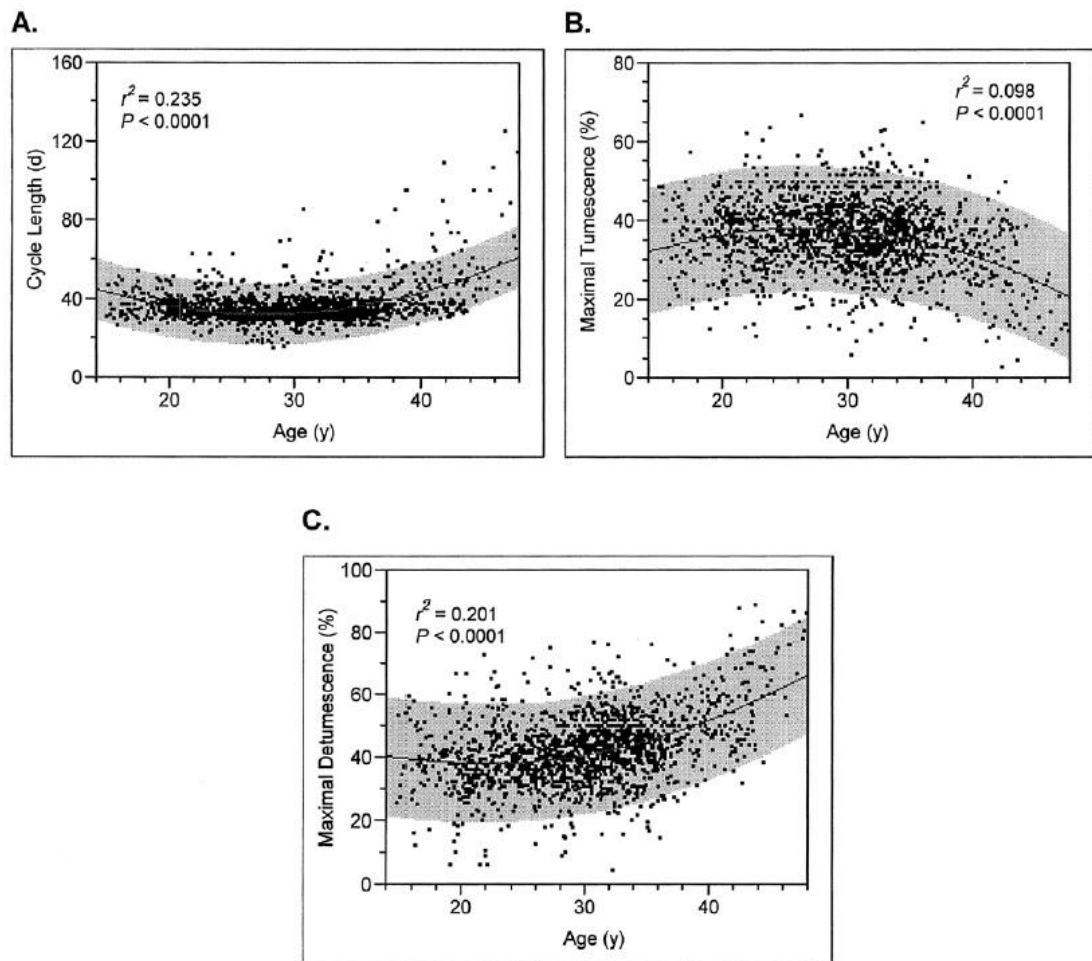 A.
160
120
80
40
0
r² = 0.235
P < 0.0001
Cycle Length (d)
20 30 40
Age (y)
B.
80
60
40
20
0
r² = 0.098
P < 0.0001
Maximal Tumescence (%)
20 30 40
Age (y)
C.
100
80
60
40
20
0
r² = 0.201
P < 0.0001
Maximal Detumescence (%)
20 30 40
Age (y)